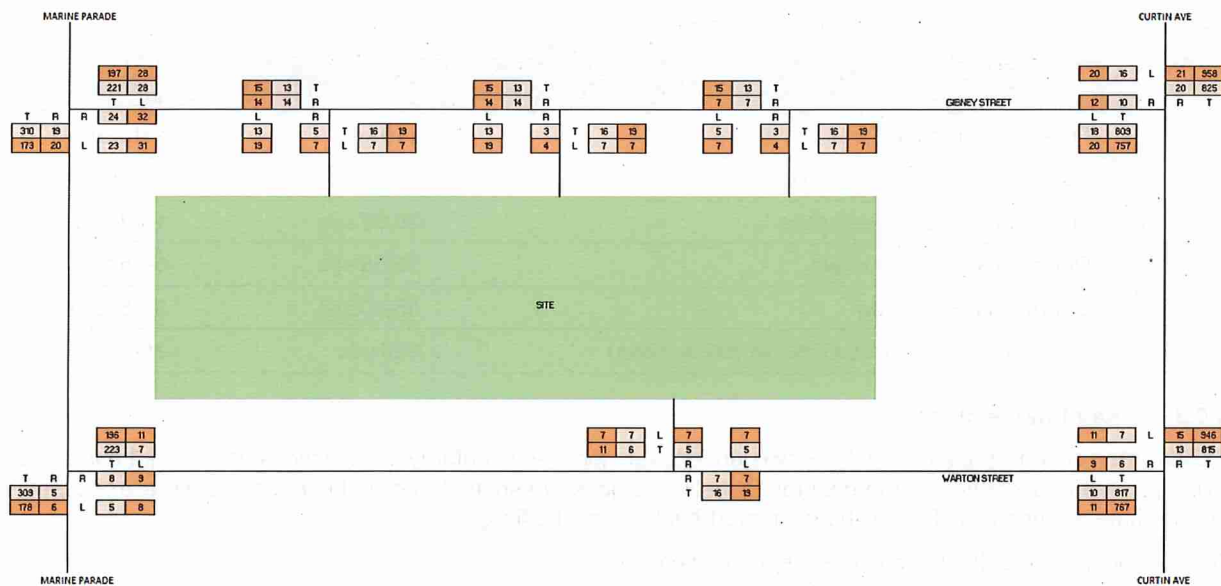 MARINE PARADE CURTIN AVE
197 28 20 16 L 21 958
221 28 15 13 T 15 13 T 15 13 T 20 825
T L 14 14 R 14 14 R 7 7 R GIBNEY STREET 12 10 R R T
T R R 24 32 L R L R L R L T
310 19 13 5 T 16 19 13 3 T 16 19 5 3 T 16 19 18 809
173 20 L 23 31 19 7 L 7 7 19 4 L 7 7 7 4 L 7 7 20 757
SITE
196 11 7 7 L 7 7 11 7 L 15 946
223 7 11 6 T 5 5 13 815
T L R L 9 6 R R T
T R R 8 9 R 7 7 WARTON STREET L T
309 5 T 16 19 10 817
178 6 L 5 8 11 767
MARINE PARADE CURTIN AVE